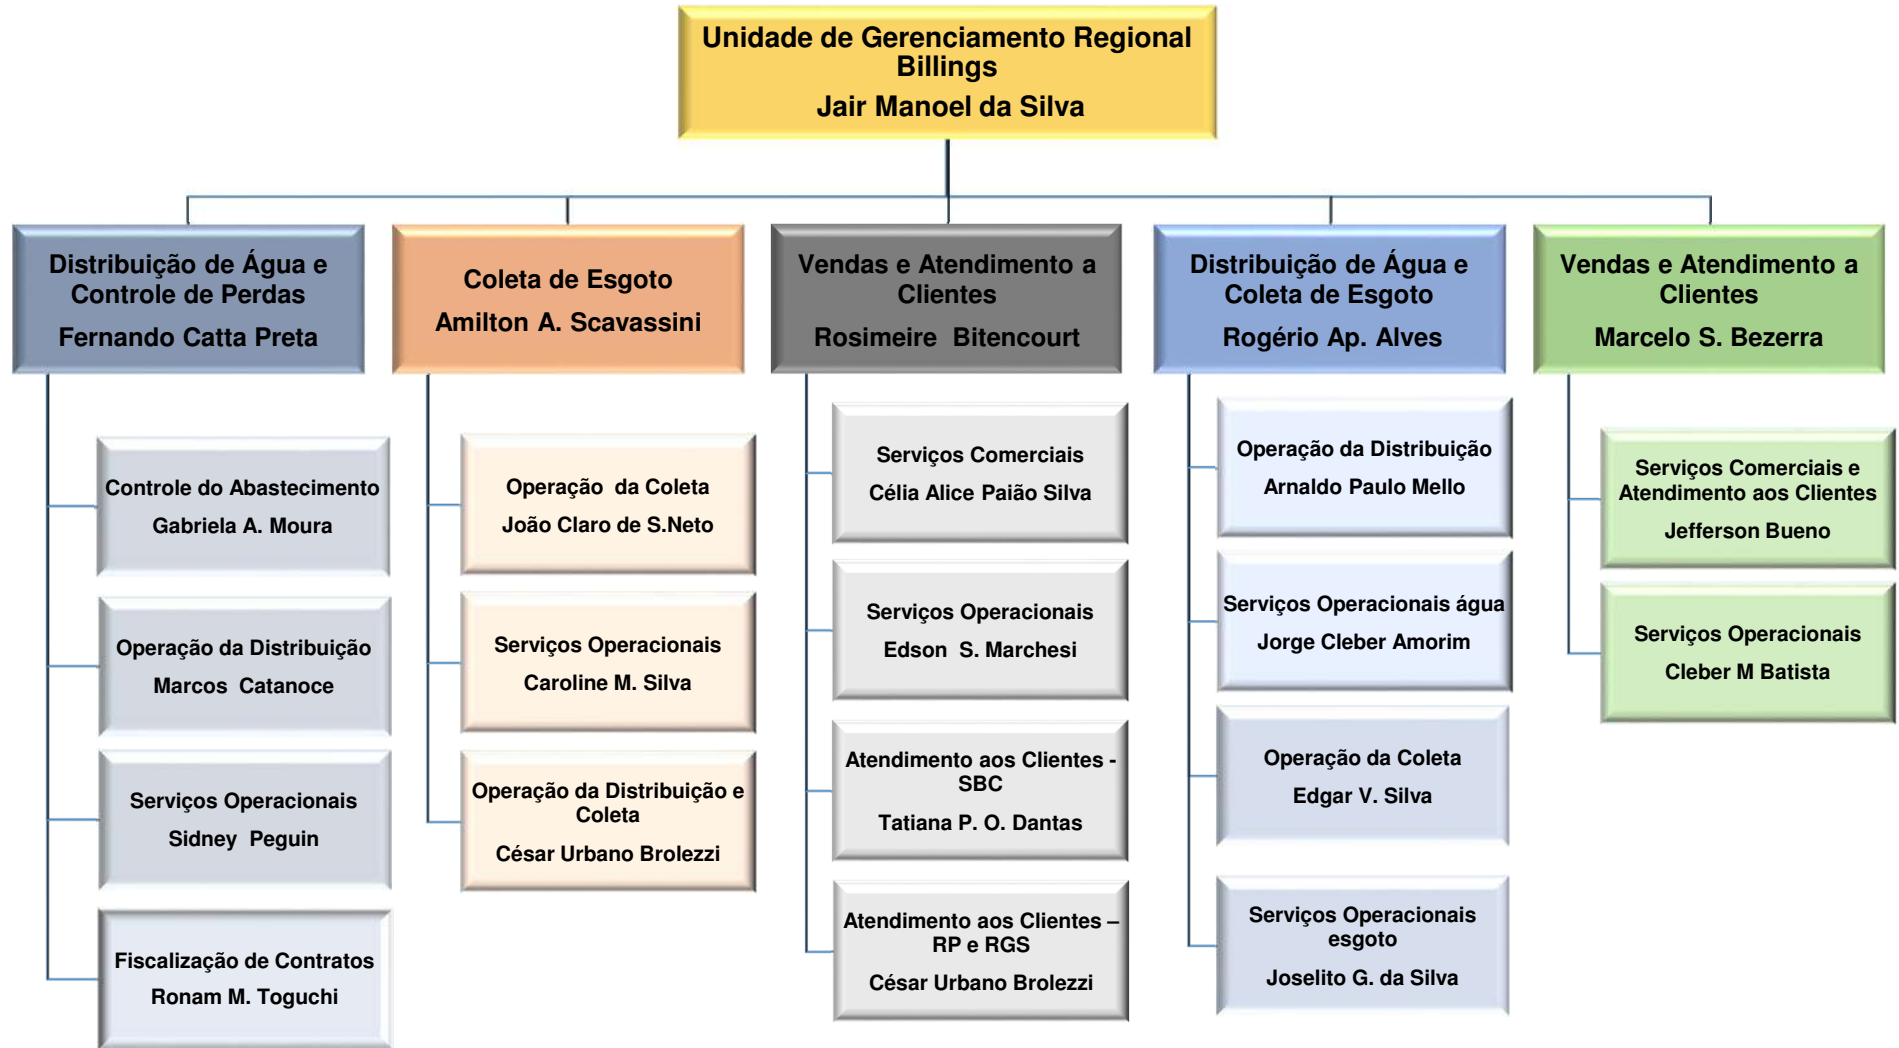 Unidade de Gerenciamento Regional
Billings
Jair Manoel da Silva
Distribuição de Água e
Controle de Perdas
Fernando Catta Preta
Controle do Abastecimento
Gabriela A. Moura
Operação da Distribuição
Marcos Catanoce
Serviços Operacionais
Sidney Peguin
Fiscalização de Contratos
Ronam M. Toguchi
Coleta de Esgoto
Amilton A. Scavassini
Operação da Coleta
João Claro de S.Neto
Serviços Operacionais
Caroline M. Silva
Operação da Distribuição e
Coleta
César Urbano Brolezzi
Vendas e Atendimento a
Clientes
Rosimeire Bitencourt
Serviços Comerciais
Célia Alice Paião Silva
Serviços Operacionais
Edson S. Marchesi
Atendimento aos Clientes -
SBC
Tatiana P. O. Dantas
Atendimento aos Clientes –
RP e RGS
César Urbano Brolezzi
Distribuição de Água e
Coleta de Esgoto
Rogério Ap. Alves
Operação da Distribuição
Arnaldo Paulo Mello
Serviços Operacionais água
Jorge Cleber Amorim
Operação da Coleta
Edgar V. Silva
Serviços Operacionais
esgoto
Joselito G. da Silva
Vendas e Atendimento a
Clientes
Marcelo S. Bezerra
Serviços Comerciais e
Atendimento aos Clientes
Jefferson Bueno
Serviços Operacionais
Cleber M Batista